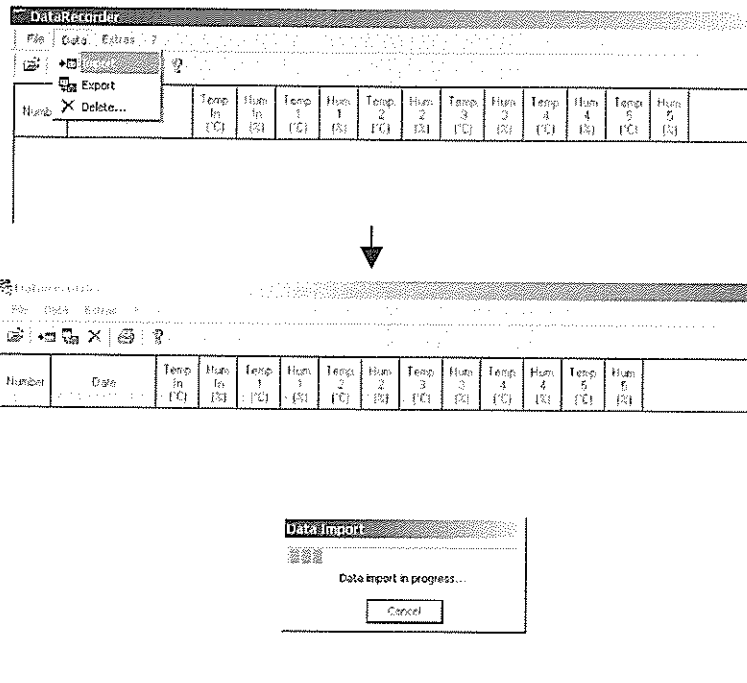 DataRecorder
File Data Extras ?
Import
Export
Delete...
Numb
Temp In (°C) Hum In (%) Temp 1 (°C) Hum 1 (%) Temp 2 (°C) Hum 2 (%) Temp 3 (°C) Hum 3 (%) Temp 4 (°C) Hum 4 (%) Temp 5 (°C) Hum 5 (%)
DataRecorder
File Data Extras ?
Number Date Temp In (°C) Hum In (%) Temp 1 (°C) Hum 1 (%) Temp 2 (°C) Hum 2 (%) Temp 3 (°C) Hum 3 (%) Temp 4 (°C) Hum 4 (%) Temp 5 (°C) Hum 5 (%)
Data Import
Data import in progress...
Cancel